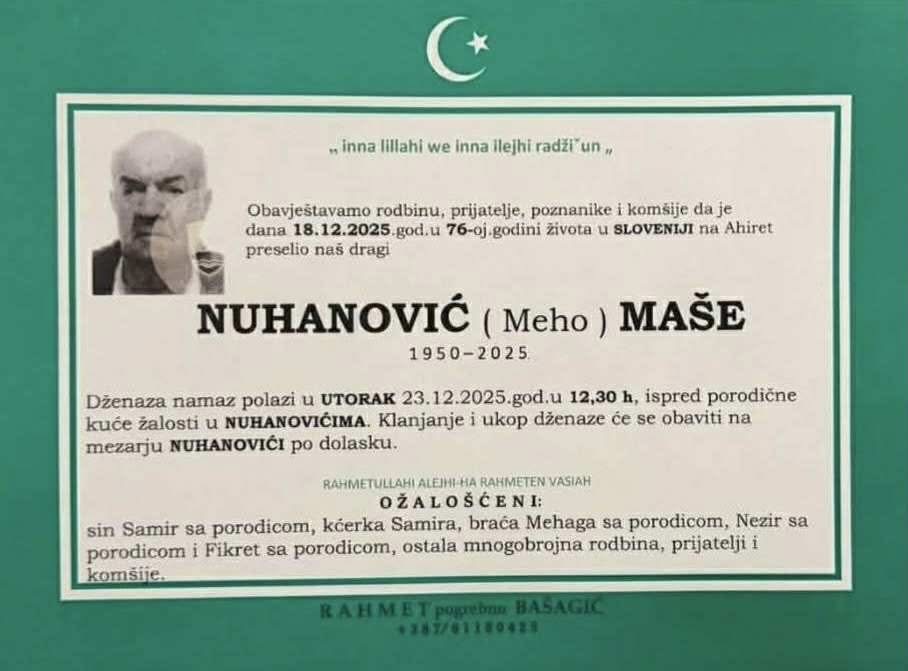 „ inna lillahi we inna ilejhi radži˘un „
Obavještavamo rodbinu, prijatelje, poznanike i komšije da je
dana 18.12.2025.god.u 76-oj.godini života u SLOVENIJI na Ahiret
preselio naš dragi
NUHANOVIĆ ( Meho ) MAŠE
1950–2025
Dženaza namaz polazi u UTORAK 23.12.2025.god.u 12,30 h, ispred porodične
kuće žalosti u NUHANOVIĆIMA. Klanjanje i ukop dženaze će se obaviti na
mezarju NUHANOVIĆI po dolasku.
RAHMETULLAHI ALEJHI-HA RAHMETEN VASIAH
OŽALOŠĆENI:
sin Samir sa porodicom, kćerka Samira, braća Mehaga sa porodicom, Nezir sa
porodicom i Fikret sa porodicom, ostala mnogobrojna rodbina, prijatelji i
komšije.
RAHMET pogrebno BAŠAGIĆ